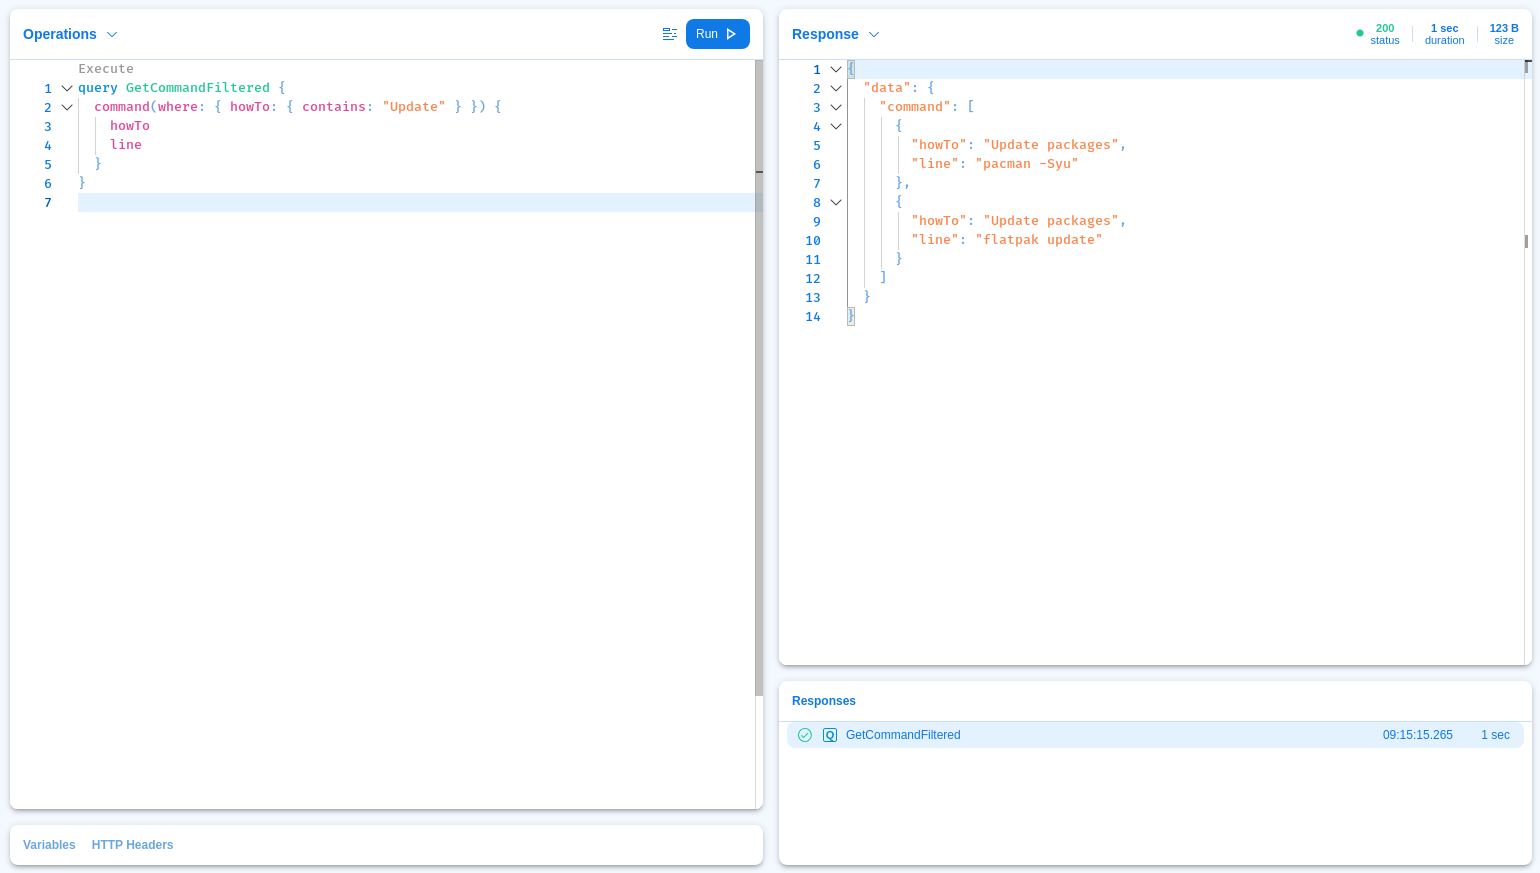 Operations
Run
Execute
1 query GetCommandFiltered {
2 command(where: { howTo: { contains: "Update" } }) {
3 howTo
4 line
5 }
6 }
7
Variables HTTP Headers
Response
200 status
1 sec duration
123 B size
1 {
2 "data": {
3 "command": [
4 {
5 "howTo": "Update packages",
6 "line": "pacman -Syu"
7 },
8 {
9 "howTo": "Update packages",
10 "line": "flatpak update"
11 }
12 ]
13 }
14 }
Responses
Q GetCommandFiltered 09:15:15.265 1 sec